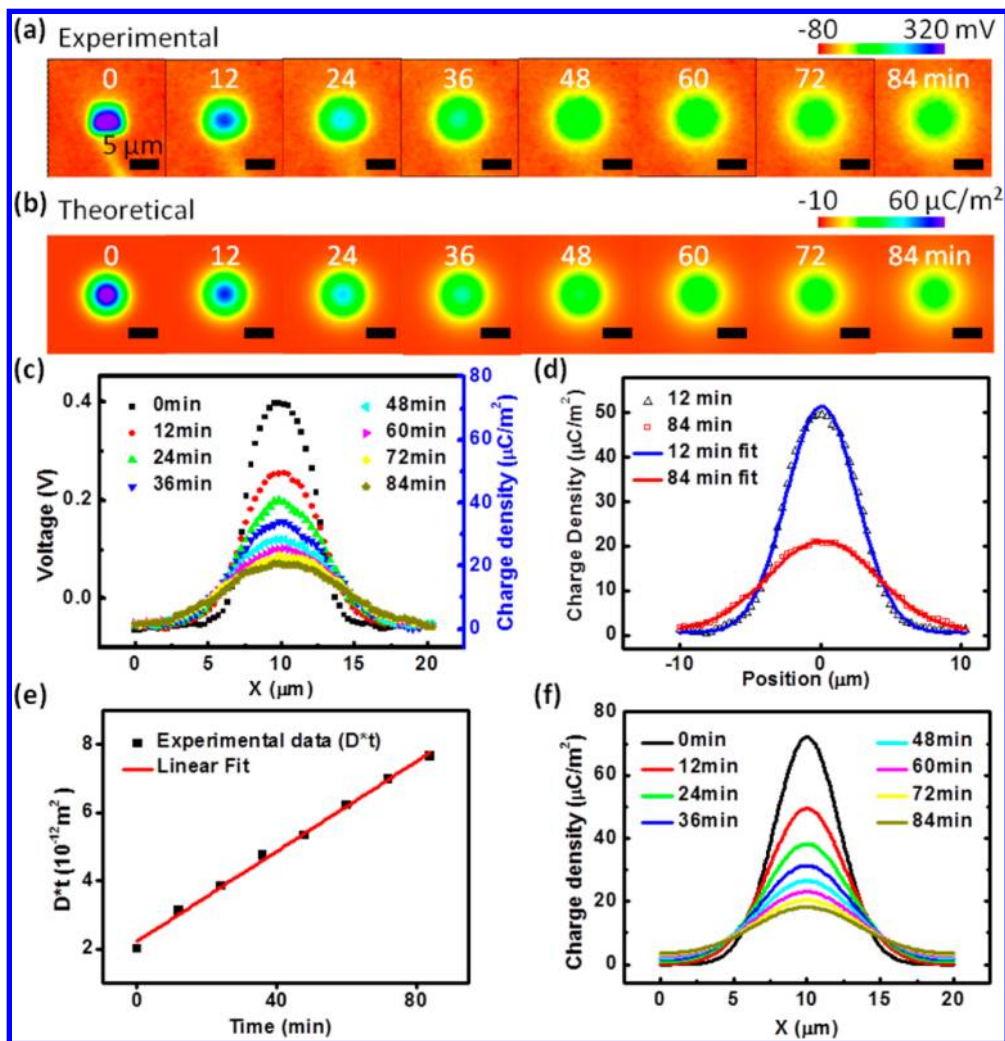 (a) Experimental -80 320 mV
0 12 24 36 48 60 72 84 min
5 μm
(b) Theoretical -10 60 μC/m²
0 12 24 36 48 60 72 84 min
(c)
0.4
0.2
0.0
Voltage (V)
0min
12min
24min
36min
48min
60min
72min
84min
80
60
40
20
0
Charge density (μC/m²)
0 5 10 15 20
X (μm)
(d)
50
40
30
20
10
0
Charge Density (μC/m²)
12 min
84 min
12 min fit
84 min fit
-10 0 10
Position (μm)
(e)
8
6
4
2
D*t (10⁻¹²m²)
Experimental data (D*t)
Linear Fit
0 40 80
Time (min)
(f)
80
60
40
20
0
Charge density (μC/m²)
0min
12min
24min
36min
48min
60min
72min
84min
0 5 10 15 20
X (μm)